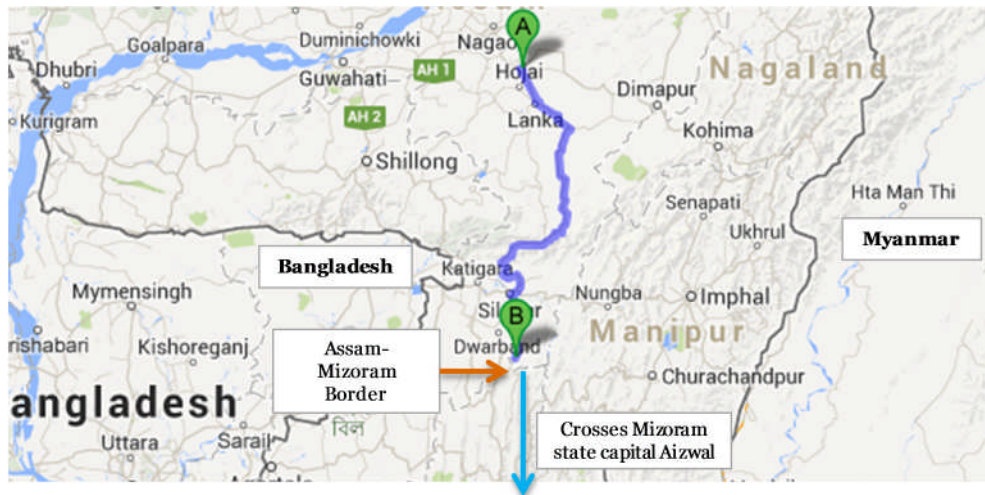 A
Goalpara
Duminichowki
Nagao
Dhubri
Guwahati
AH 1
Hojai
Nagaland
Kurigram
AH 2
Lanka
Dimapur
Kohima
Shillong
Senapati
Hta Man Thi
Ukhrul
Myanmar
Bangladesh
Katigara
Mymensingh
Nungba
Imphal
B
Manipur
rishabari
Kishoreganj
Dwarband
Assam-
Mizoram
Border
Churachandpur
angladesh
Uttara
Sarail
বিল
Crosses Mizoram
state capital Aizwal